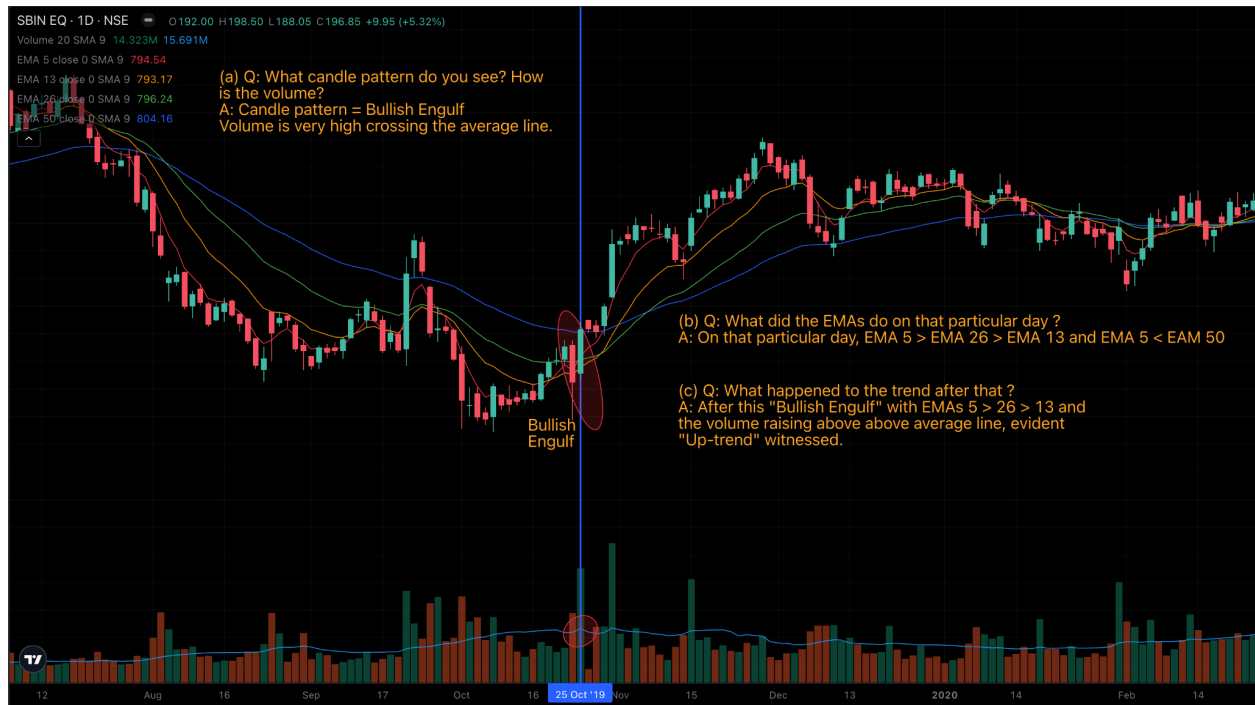 SBIN EQ · 1D · NSE O192.00 H198.50 L188.05 C196.85 +9.95 (+5.32%)
Volume 20 SMA 9 14.323M 15.691M
EMA 5 close 0 SMA 9 794.54
EMA 13 close 0 SMA 9 793.17
EMA 26 close 0 SMA 9 796.24
EMA 50 close 0 SMA 9 804.16
(a) Q: What candle pattern do you see? How
is the volume?
A: Candle pattern = Bullish Engulf
Volume is very high crossing the average line.
(b) Q: What did the EMAs do on that particular day ?
A: On that particular day, EMA 5 > EMA 26 > EMA 13 and EMA 5 < EAM 50
(c) Q: What happened to the trend after that ?
A: After this "Bullish Engulf" with EMAs 5 > 26 > 13 and
the volume raising above above average line, evident
"Up-trend" witnessed.
Bullish
Engulf
12 Aug 16 Sep 17 Oct 16 25 Oct '19 Nov 15 Dec 13 2020 14 Feb 14